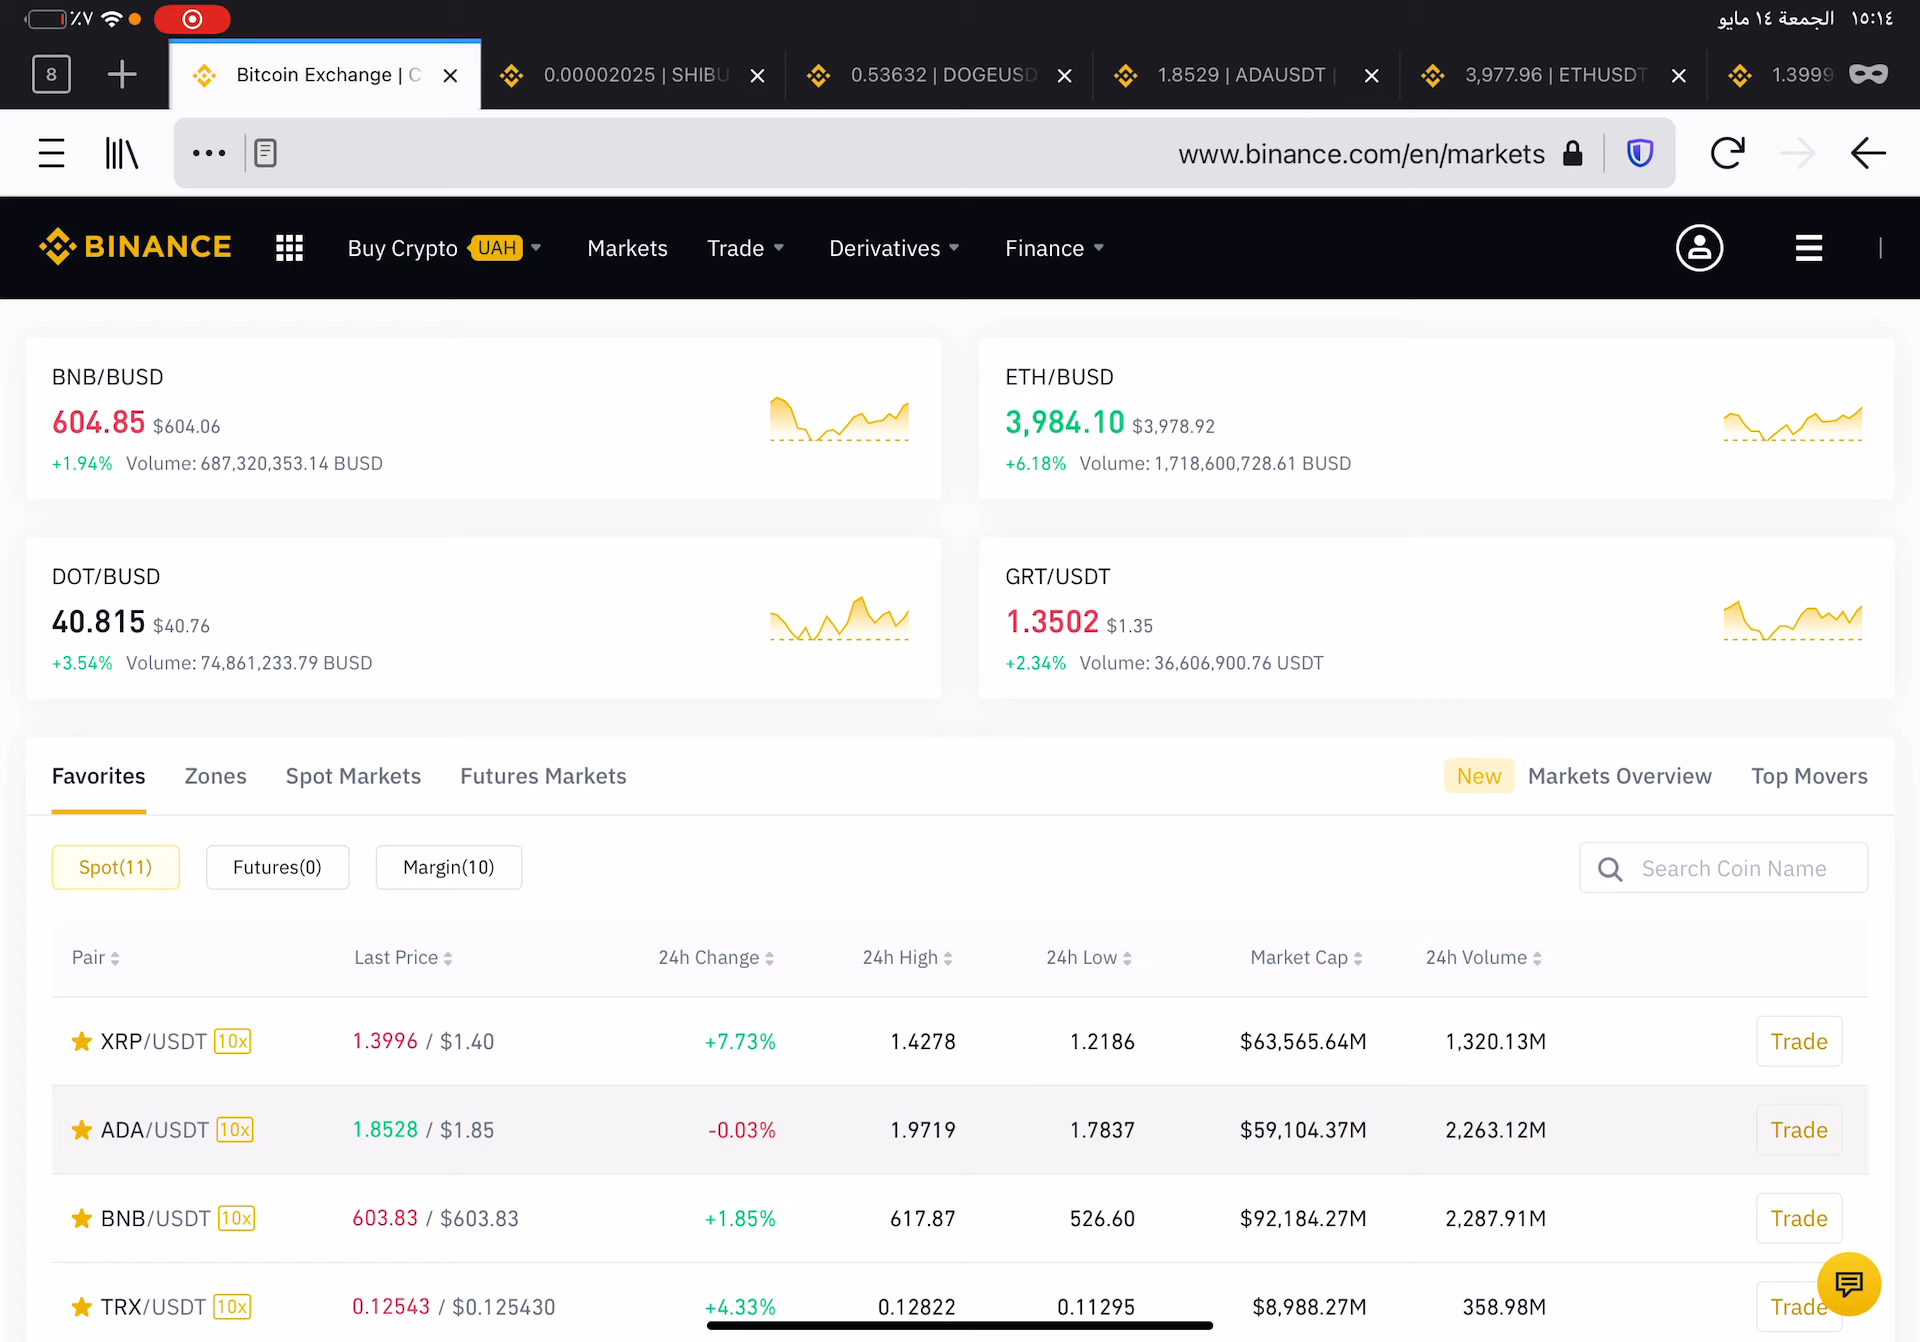 ٪٧
١٥:١٤ الجمعة ١٤ مايو
8
Bitcoin Exchange | C
0.00002025 | SHIBU
0.53632 | DOGEUSD
1.8529 | ADAUSDT |
3,977.96 | ETHUSDT
1.3999
www.binance.com/en/markets
BINANCE
Buy Crypto UAH
Markets
Trade
Derivatives
Finance
BNB/BUSD
604.85 $604.06
+1.94% Volume: 687,320,353.14 BUSD
ETH/BUSD
3,984.10 $3,978.92
+6.18% Volume: 1,718,600,728.61 BUSD
DOT/BUSD
40.815 $40.76
+3.54% Volume: 74,861,233.79 BUSD
GRT/USDT
1.3502 $1.35
+2.34% Volume: 36,606,900.76 USDT
Favorites Zones Spot Markets Futures Markets New Markets Overview Top Movers
Spot(11) Futures(0) Margin(10) Search Coin Name
Pair Last Price 24h Change 24h High 24h Low Market Cap 24h Volume
XRP/USDT 10x 1.3996 / $1.40 +7.73% 1.4278 1.2186 $63,565.64M 1,320.13M Trade
ADA/USDT 10x 1.8528 / $1.85 -0.03% 1.9719 1.7837 $59,104.37M 2,263.12M Trade
BNB/USDT 10x 603.83 / $603.83 +1.85% 617.87 526.60 $92,184.27M 2,287.91M Trade
TRX/USDT 10x 0.12543 / $0.125430 +4.33% 0.12822 0.11295 $8,988.27M 358.98M Trade